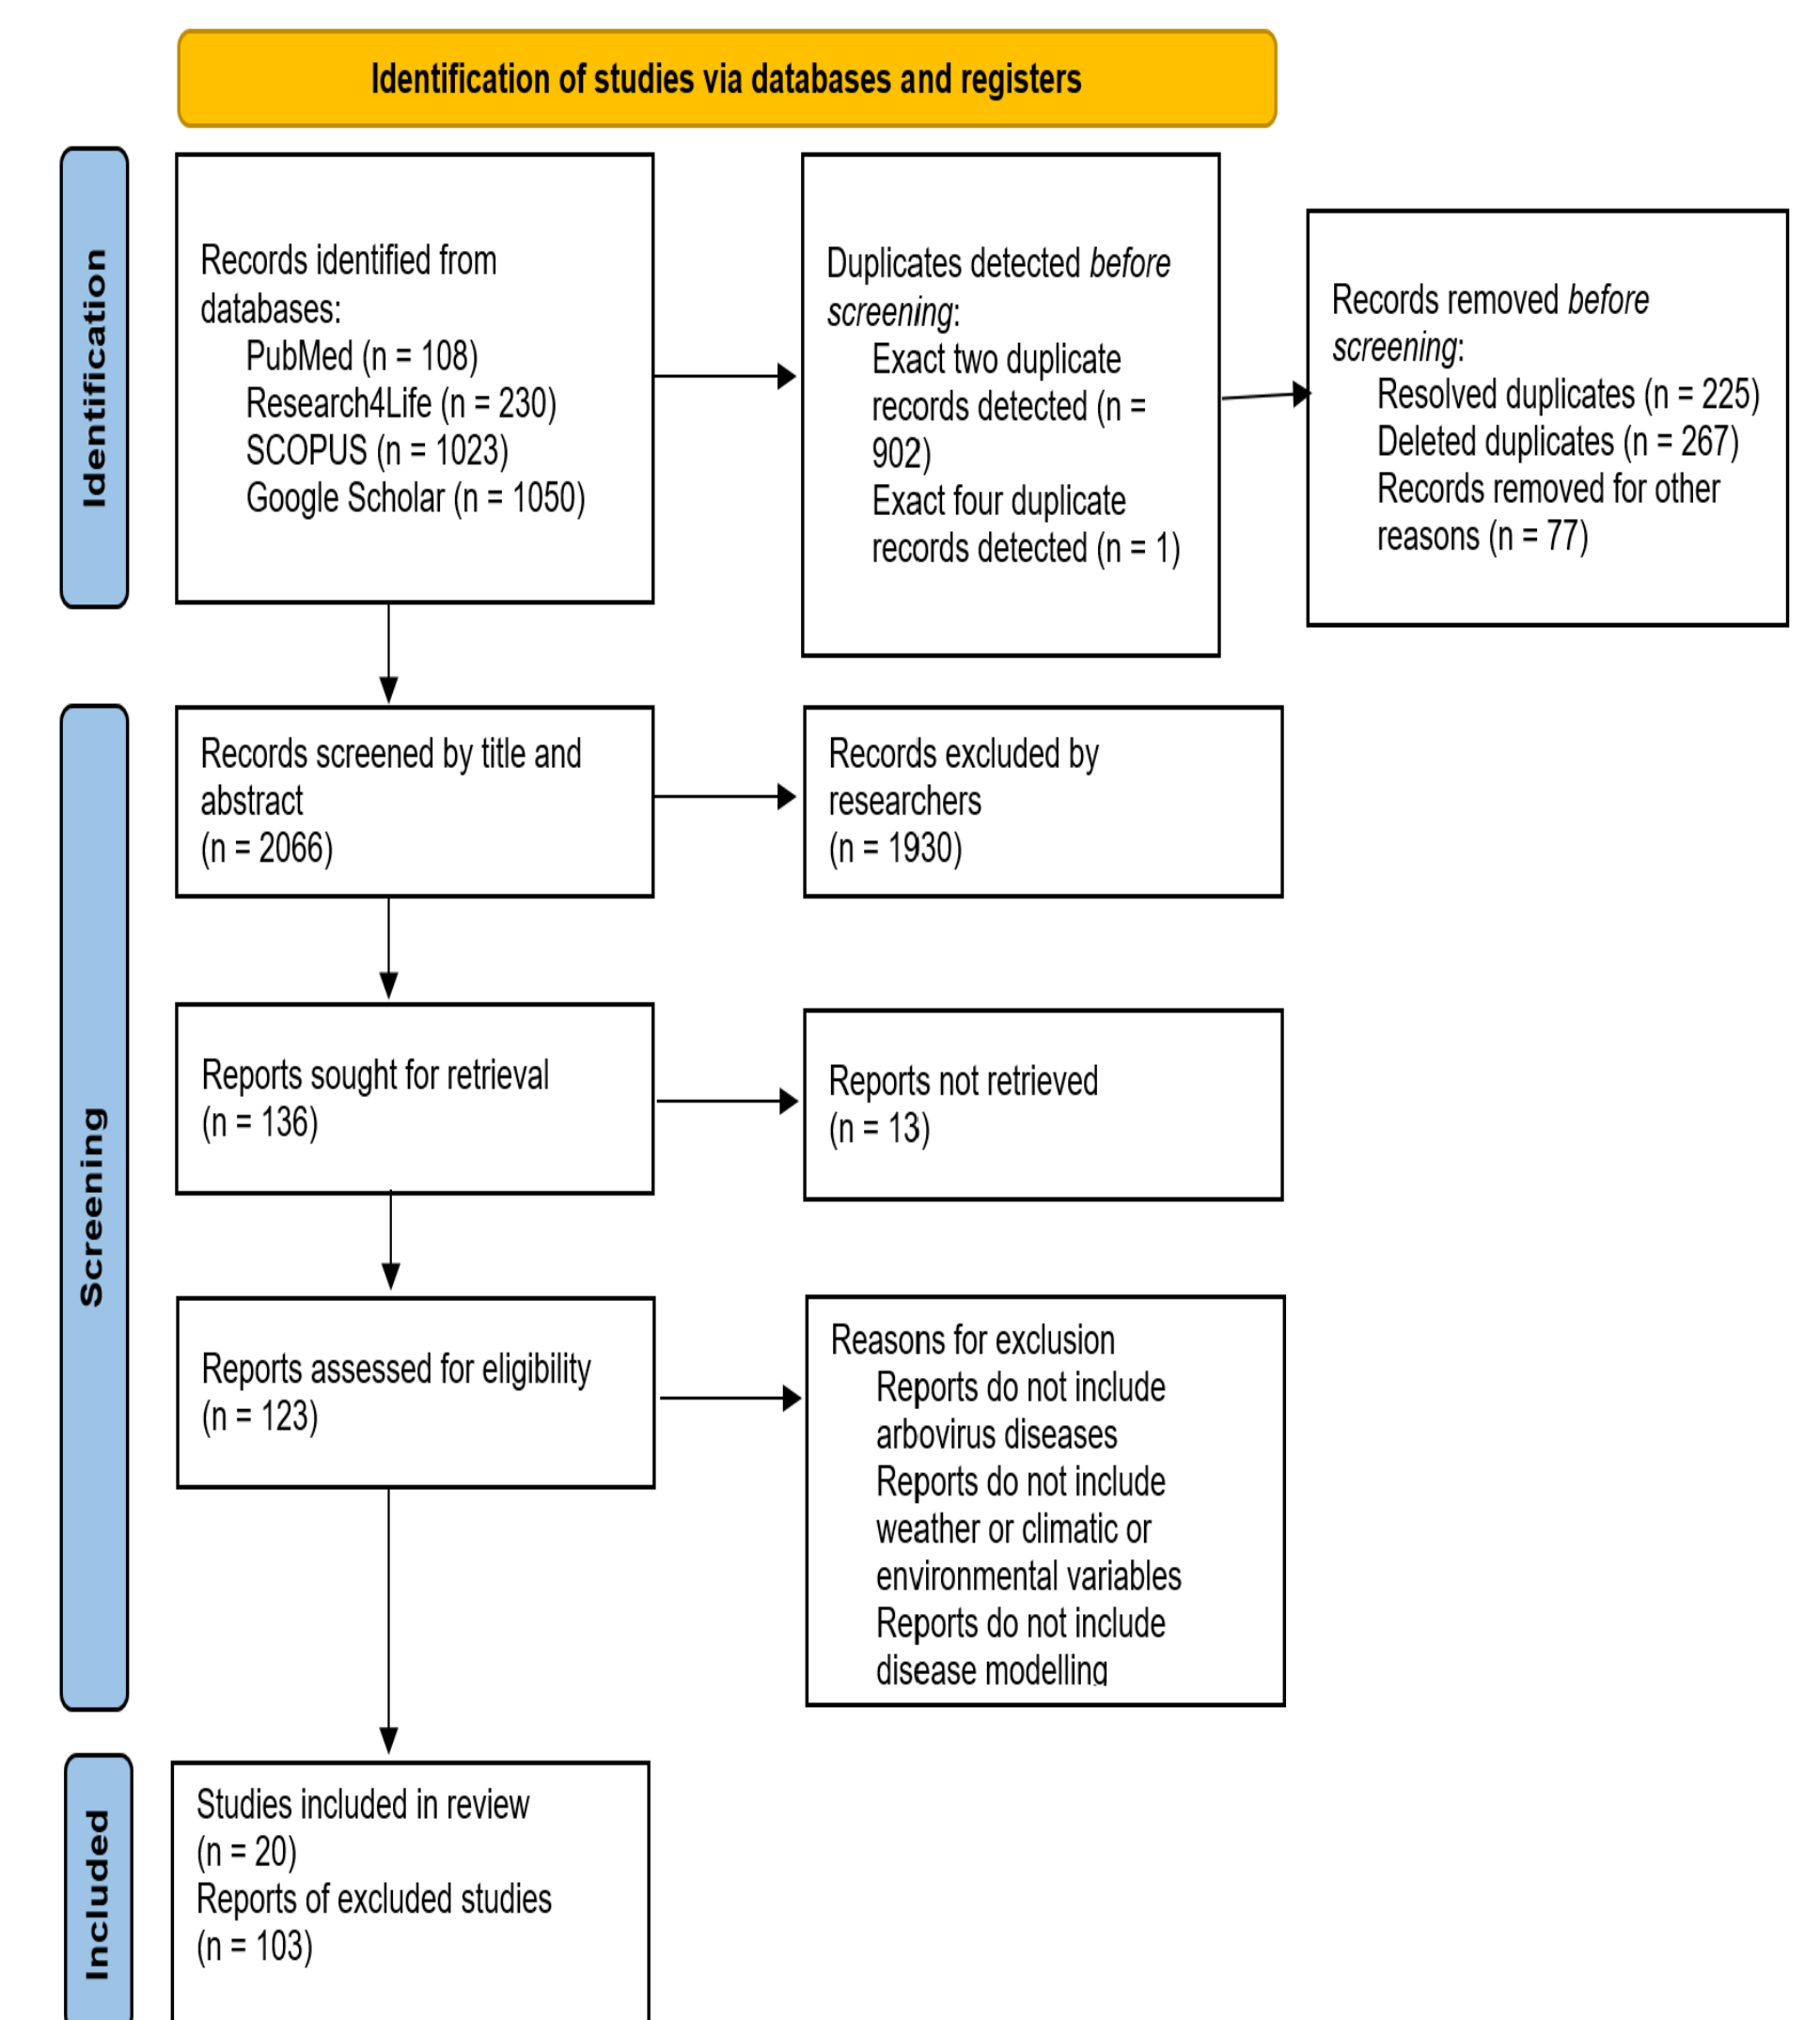 Identification of studies via databases and registers
Identification
Records identified from
databases:
PubMed (n = 108)
Research4Life (n = 230)
SCOPUS (n = 1023)
Google Scholar (n = 1050)
Duplicates detected before
screening:
Exact two duplicate
records detected (n =
902)
Exact four duplicate
records detected (n = 1)
Records removed before
screening:
Resolved duplicates (n = 225)
Deleted duplicates (n = 267)
Records removed for other
reasons (n = 77)
Screening
Records screened by title and
abstract
(n = 2066)
Records excluded by
researchers
(n = 1930)
Reports sought for retrieval
(n = 136)
Reports not retrieved
(n = 13)
Reports assessed for eligibility
(n = 123)
Reasons for exclusion
Reports do not include
arbovirus diseases
Reports do not include
weather or climatic or
environmental variables
Reports do not include
disease modelling
Included
Studies included in review
(n = 20)
Reports of excluded studies
(n = 103)